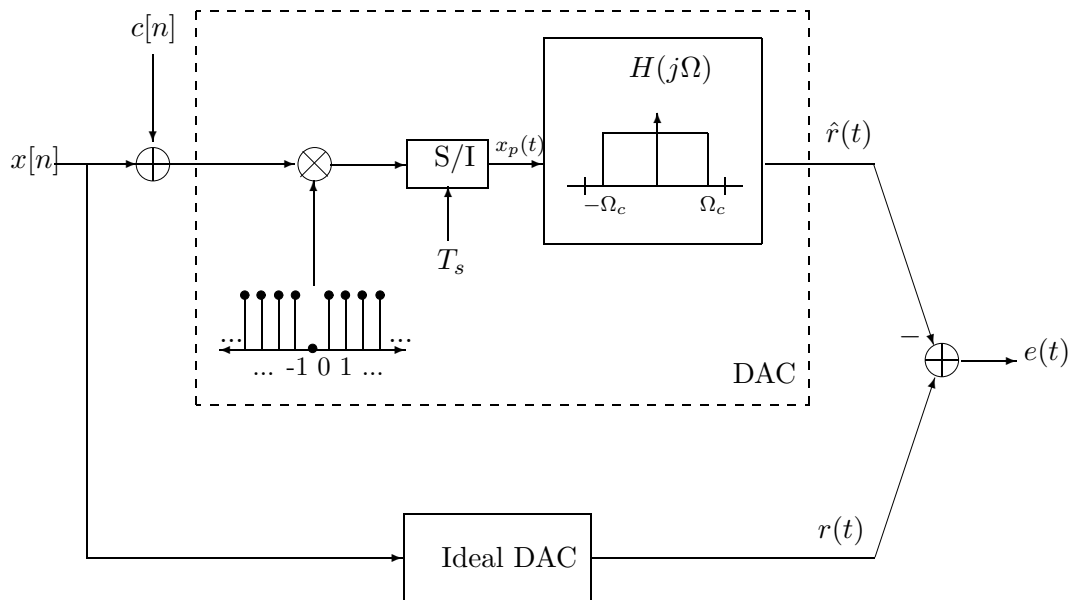 c[n]
H(jΩ)
x[n]
S/I
x_p(t)
r̂(t)
−Ω_c
Ω_c
T_s
...
...
... -1 0 1 ...
−
e(t)
DAC
r(t)
Ideal DAC